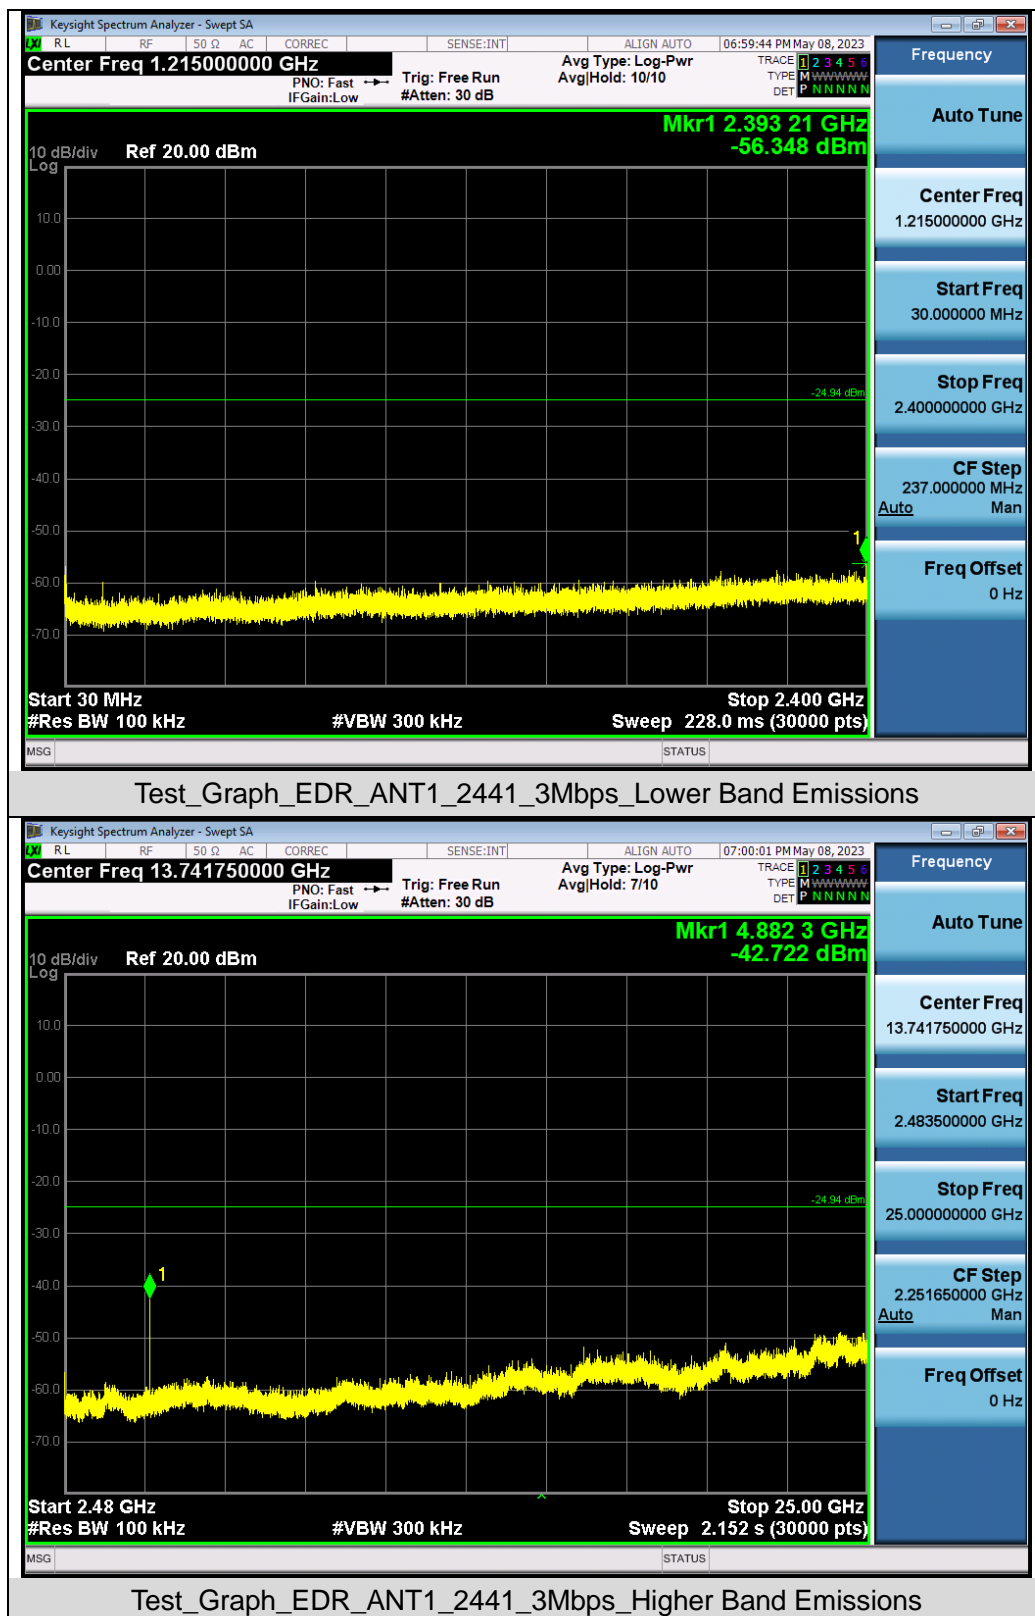 Keysight Spectrum Analyzer - Swept SA
LXI RL RF 50 Ω AC CORREC SENSE:INT ALIGN AUTO 06:59:44 PM May 08, 2023
Center Freq 1.215000000 GHz
PNO: Fast
IFGain:Low
Trig: Free Run
#Atten: 30 dB
Avg Type: Log-Pwr
Avg|Hold: 10/10
TRACE 1 2 3 4 5 6
TYPE M WWWWW
DET P N N N N N
Mkr1 2.393 21 GHz
-56.348 dBm
10 dB/div Ref 20.00 dBm
Log
10.0
0.00
-10.0
-20.0
-24.94 dBm
-30.0
-40.0
-50.0
1
-60.0
-70.0
Start 30 MHz Stop 2.400 GHz
#Res BW 100 kHz #VBW 300 kHz Sweep 228.0 ms (30000 pts)
MSG STATUS
Frequency
Auto Tune
Center Freq
1.215000000 GHz
Start Freq
30.000000 MHz
Stop Freq
2.400000000 GHz
CF Step
237.000000 MHz
Auto Man
Freq Offset
0 Hz
Test_Graph_EDR_ANT1_2441_3Mbps_Lower Band Emissions
Keysight Spectrum Analyzer - Swept SA
LXI RL RF 50 Ω AC CORREC SENSE:INT ALIGN AUTO 07:00:01 PM May 08, 2023
Center Freq 13.741750000 GHz
PNO: Fast
IFGain:Low
Trig: Free Run
#Atten: 30 dB
Avg Type: Log-Pwr
Avg|Hold: 7/10
TRACE 1 2 3 4 5 6
TYPE M WWWWW
DET P N N N N N
Mkr1 4.882 3 GHz
-42.722 dBm
10 dB/div Ref 20.00 dBm
Log
10.0
0.00
-10.0
-20.0
-24.94 dBm
-30.0
1
-40.0
-50.0
-60.0
-70.0
Start 2.48 GHz Stop 25.00 GHz
#Res BW 100 kHz #VBW 300 kHz Sweep 2.152 s (30000 pts)
MSG STATUS
Frequency
Auto Tune
Center Freq
13.741750000 GHz
Start Freq
2.483500000 GHz
Stop Freq
25.000000000 GHz
CF Step
2.251650000 GHz
Auto Man
Freq Offset
0 Hz
Test_Graph_EDR_ANT1_2441_3Mbps_Higher Band Emissions